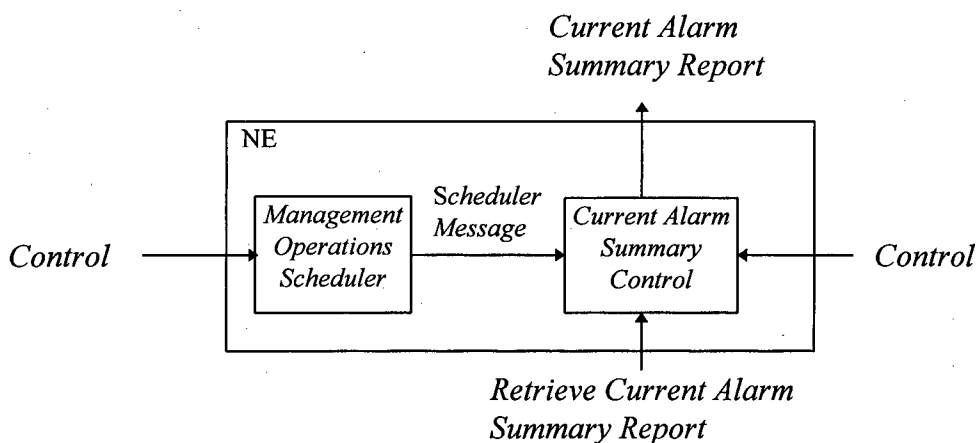 Current Alarm
Summary Report
NE
Management
Operations
Scheduler
Scheduler
Message
Current Alarm
Summary
Control
Control
Control
Retrieve Current Alarm
Summary Report